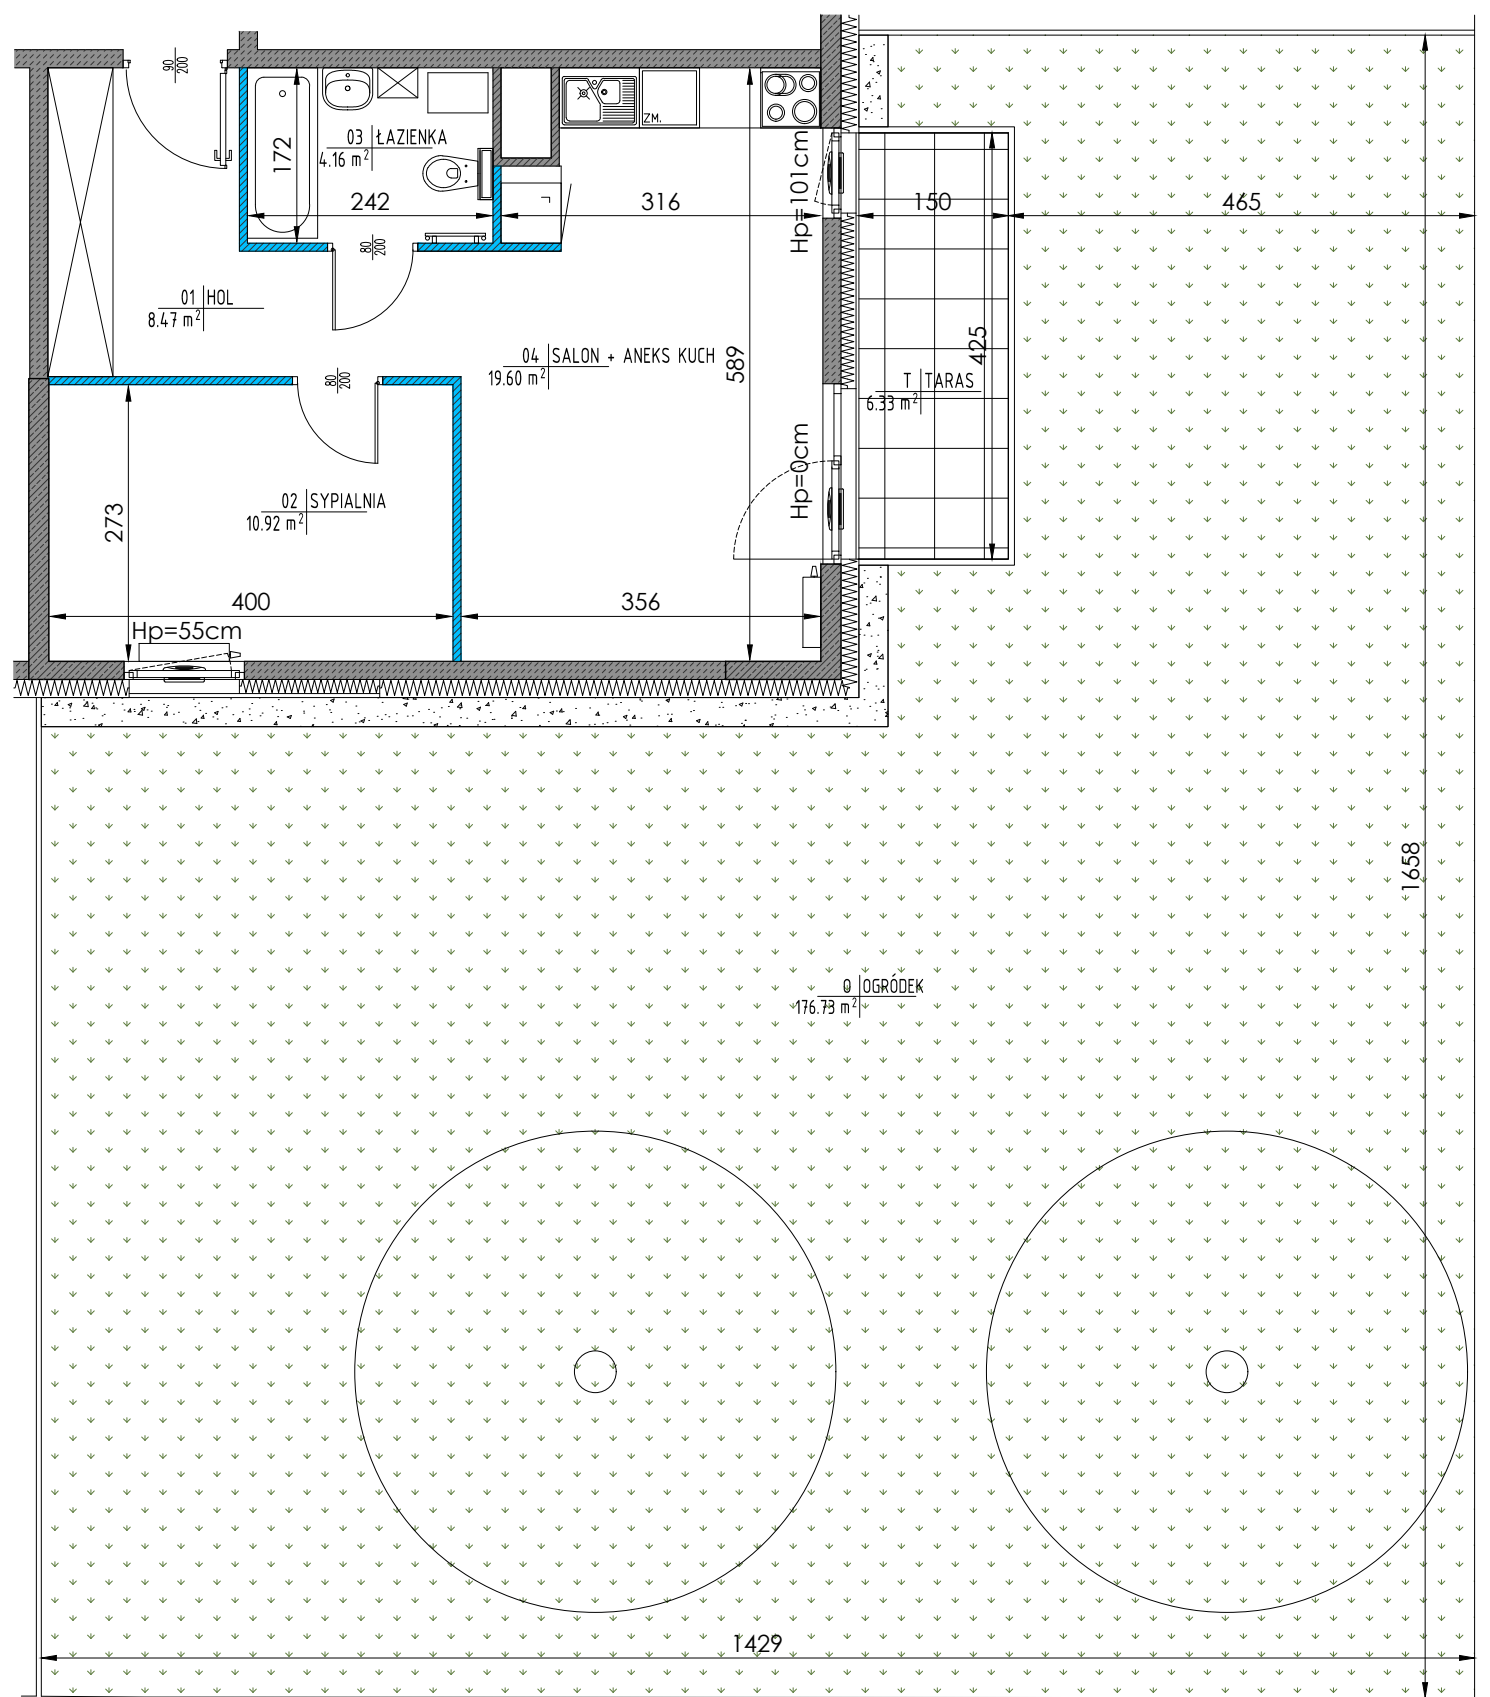 90
200
03 ŁAZIENKA
4.16 m²
172
242
80
200
ZM.
316
Hp=101cm
150
465
01 HOL
8.47 m²
80
200
04 SALON + ANEKS KUCH
19.60 m²
589
425
T TARAS
6.33 m²
Hp=0cm
02 SYPIALNIA
10.92 m²
273
400
356
Hp=55cm
1658
O OGRÓDEK
176.73 m²
1429